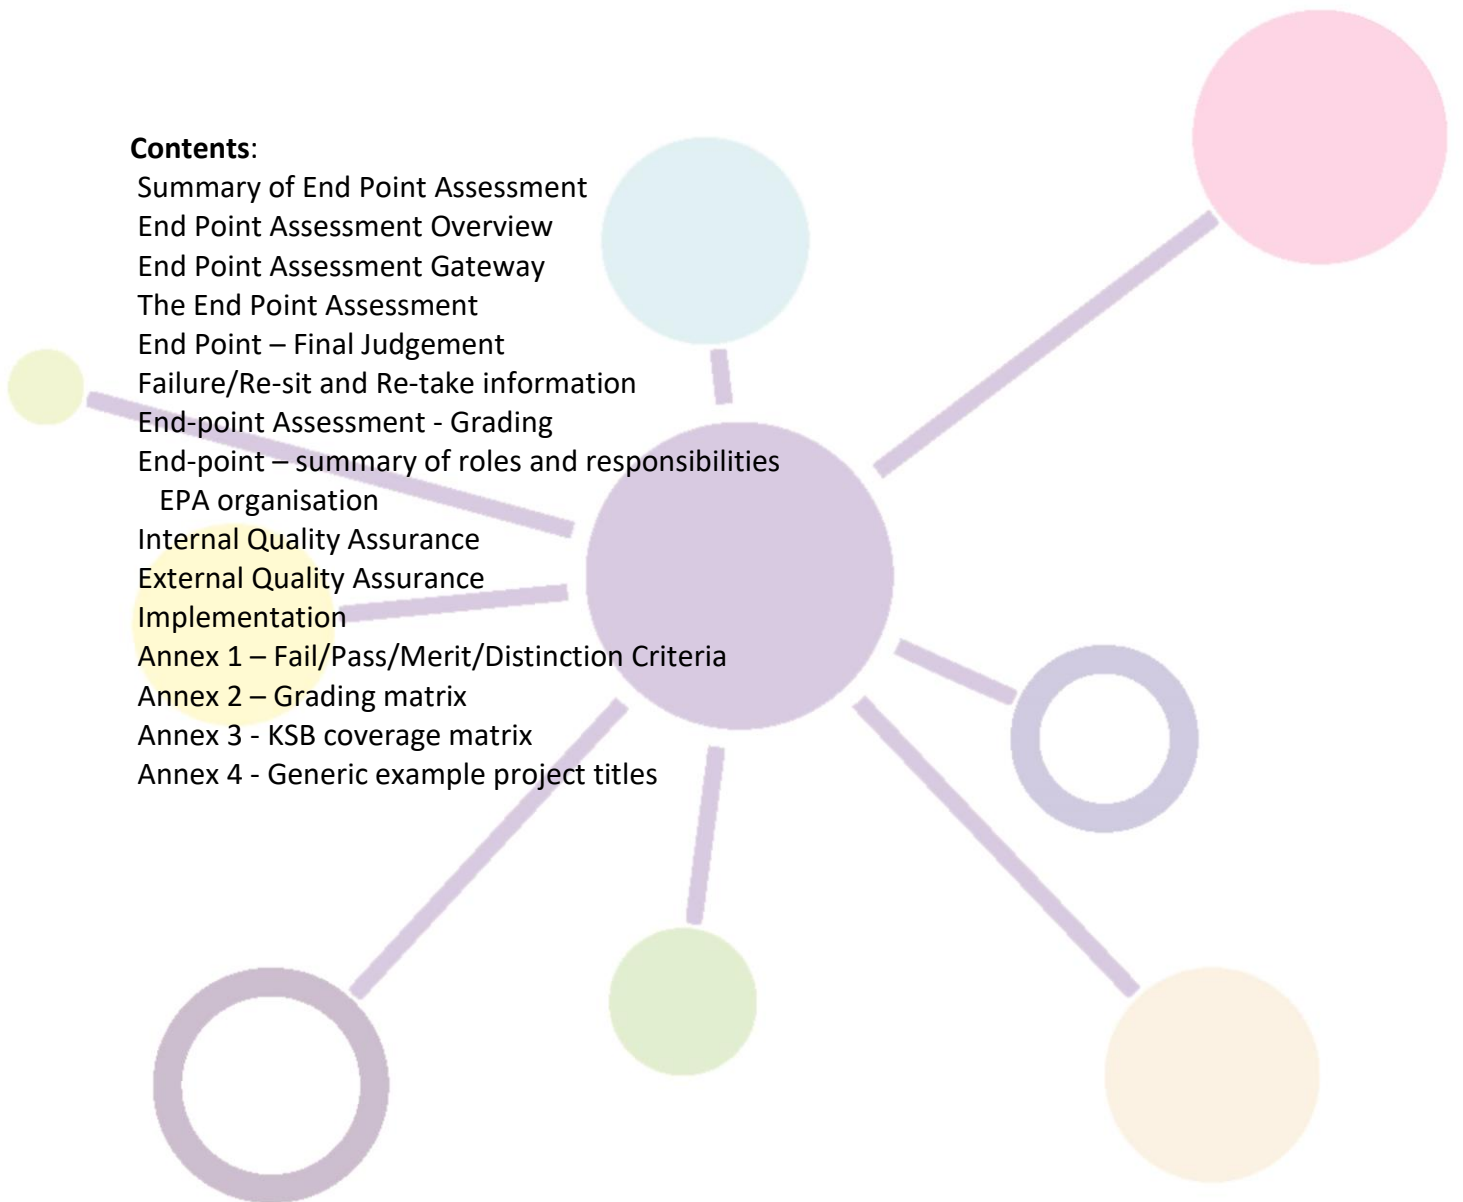 Contents:
Summary of End Point Assessment
End Point Assessment Overview
End Point Assessment Gateway
The End Point Assessment
End Point – Final Judgement
Failure/Re-sit and Re-take information
End-point Assessment - Grading
End-point – summary of roles and responsibilities
EPA organisation
Internal Quality Assurance
External Quality Assurance
Implementation
Annex 1 – Fail/Pass/Merit/Distinction Criteria
Annex 2 – Grading matrix
Annex 3 - KSB coverage matrix
Annex 4 - Generic example project titles